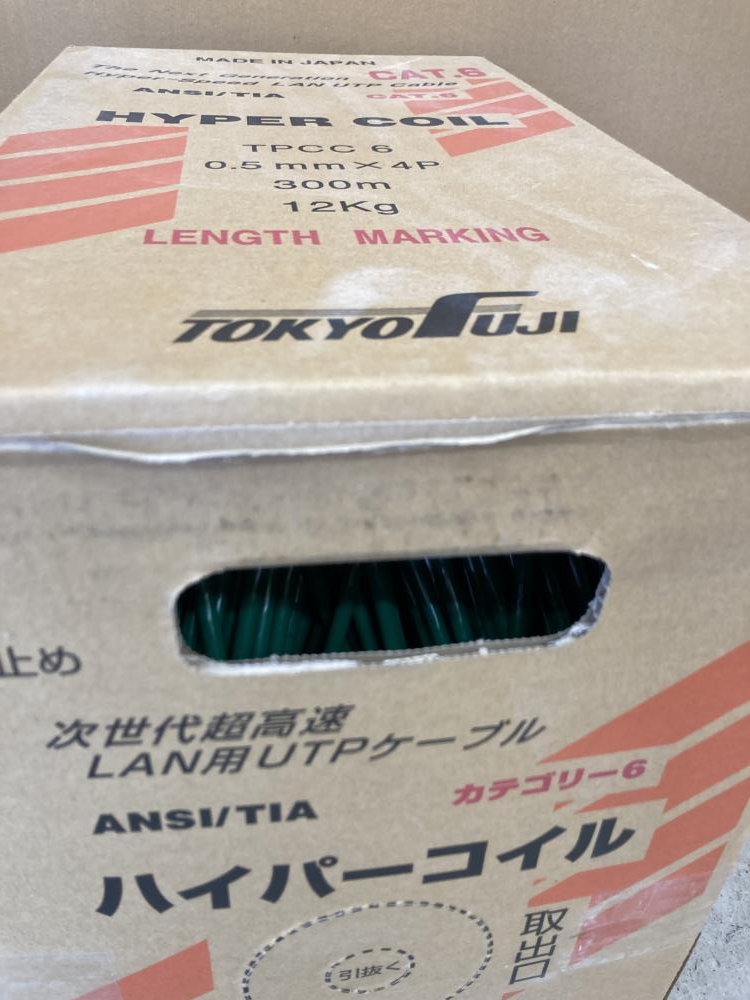 MADE IN JAPAN
The Next Generation CAT.6
Hyper-Speed LAN UTP Cable
ANSI/TIA CAT.6
HYPER COIL
TPCC 6
0.5mm×4P
300m
12Kg
LENGTH MARKING
TOKYO FUJI
止め
次世代超高速
LAN用UTPケーブル
ANSI/TIA カテゴリー6
ハイパーコイル
取出口
引抜く